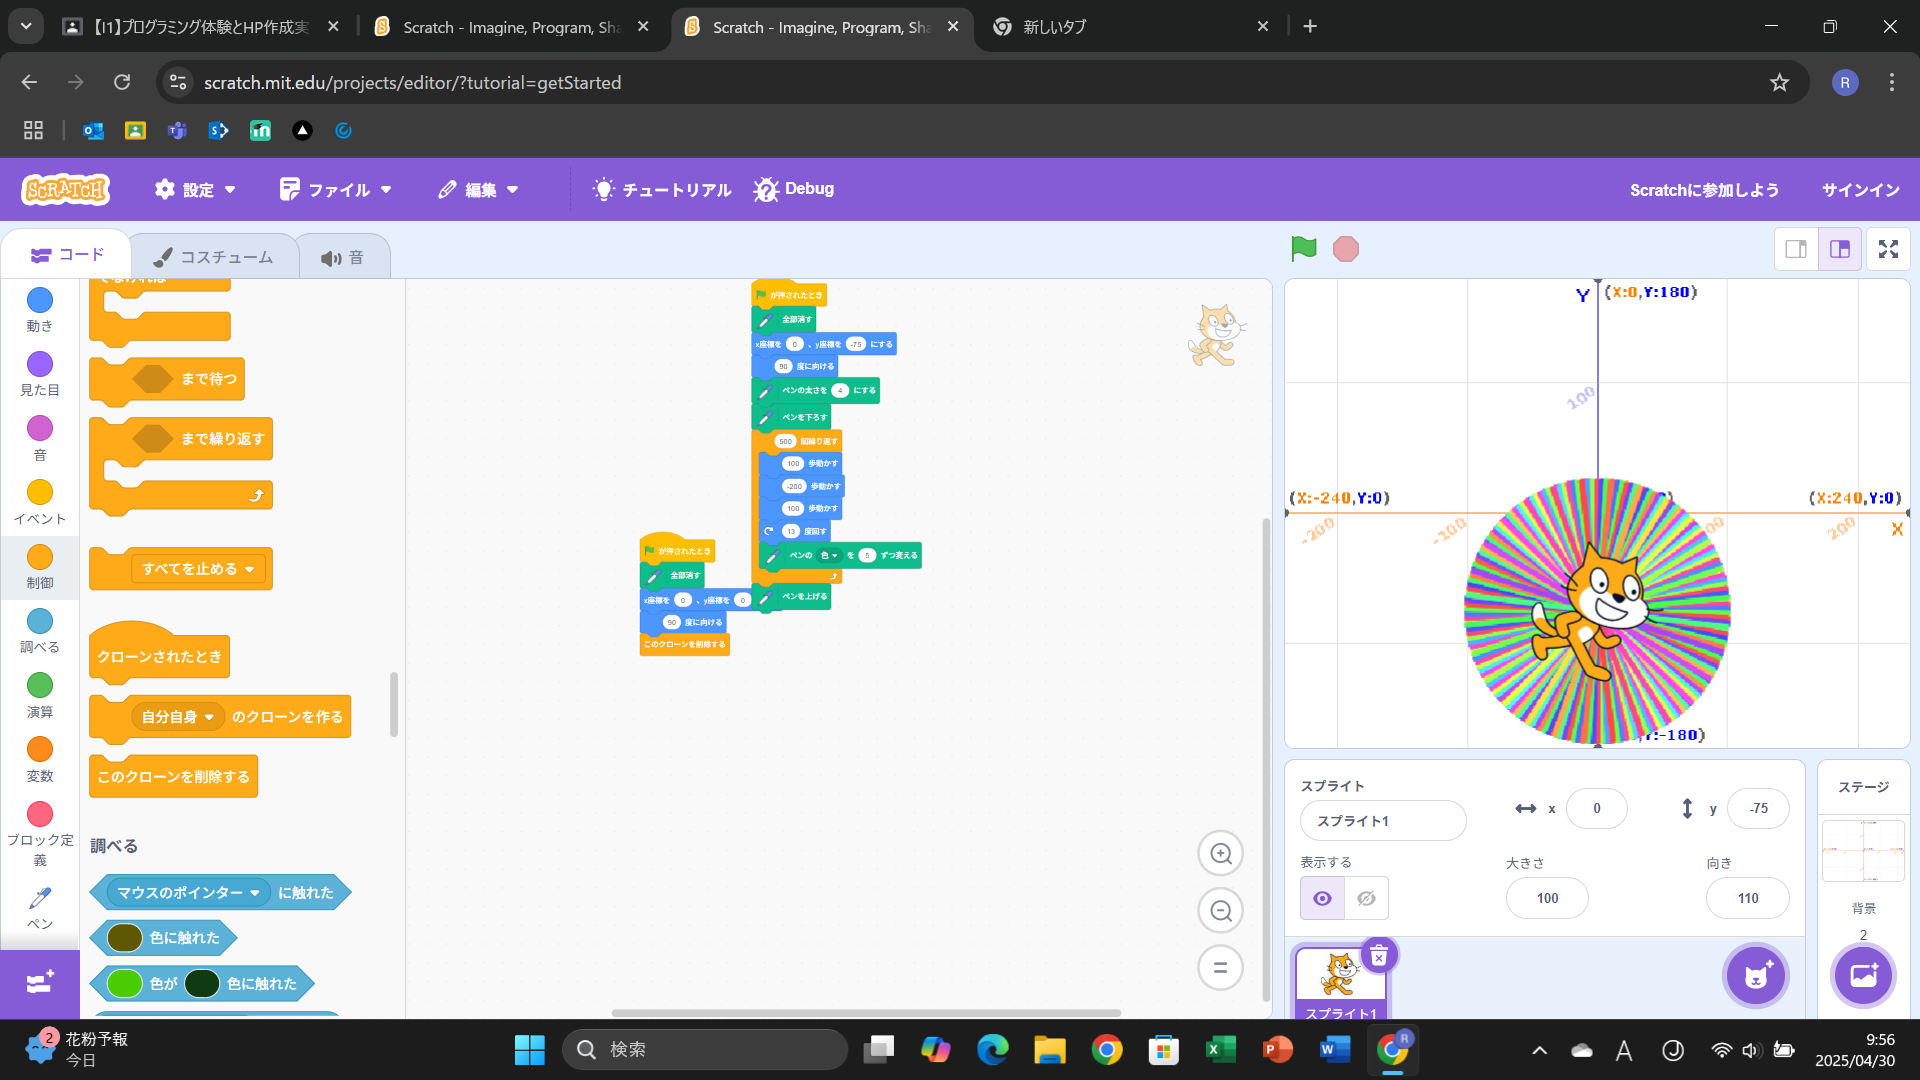 【I1】プログラミング体験とHP作成実
Scratch - Imagine, Program, Sha
Scratch - Imagine, Program, Sha
新しいタブ
scratch.mit.edu/projects/editor/?tutorial=getStarted
R
SCRATCH
設定
ファイル
編集
チュートリアル
Debug
Scratchに参加しよう
サインイン
コード
コスチューム
音
動き
見た目
音
イベント
制御
調べる
演算
変数
ブロック定
義
ペン
でなければ
まで待つ
まで繰り返す
すべてを止める
クローンされたとき
自分自身 のクローンを作る
このクローンを削除する
調べる
マウスのポインター に触れた
色に触れた
色が 色に触れた
が押されたとき
全部消す
x座標を 0 、y座標を -75 にする
90 度に向ける
ペンの太さを 4 にする
ペンを下ろす
500 回繰り返す
100 歩動かす
-200 歩動かす
100 歩動かす
13 度回す
ペンの 色 を 5 ずつ変える
ペンを上げる
が押されたとき
全部消す
x座標を 0 、y座標を 0
90 度に向ける
このクローンを削除する
Y (X:0,Y:180)
100
(X:-240,Y:0)
(X:240,Y:0)
-200
-100
200
X
Y:-180)
スプライト
スプライト1
x 0
y -75
表示する
大きさ
100
向き
110
スプライト1
ステージ
背景
2
2
花粉予報
今日
検索
R
A
J
9:56
2025/04/30